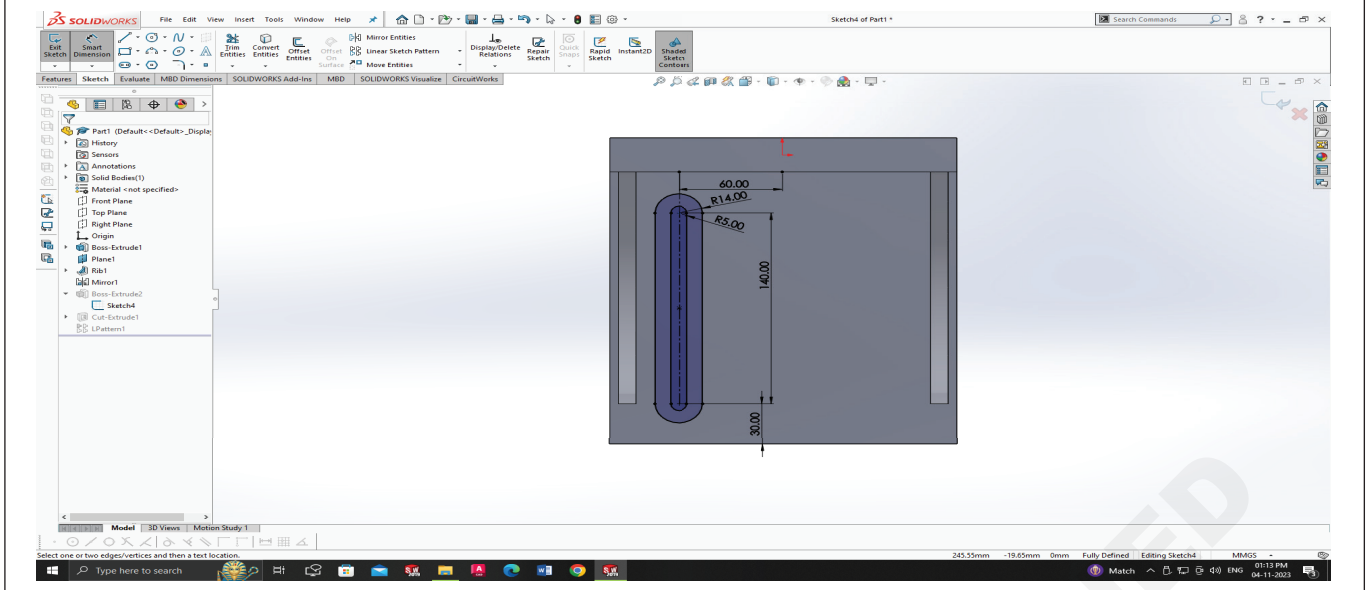 SOLIDWORKS File Edit View Insert Tools Window Help Sketch4 of Part1 * Search Commands
Exit Sketch Smart Dimension Trim Entities Convert Entities Offset Entities Offset On Surface Mirror Entities Linear Sketch Pattern Move Entities Display/Delete Relations Repair Sketch Quick Snaps Rapid Sketch Instant2D Shaded Sketch Contours
Features Sketch Evaluate MBD Dimensions SOLIDWORKS Add-Ins MBD SOLIDWORKS Visualize CircuitWorks
Part1 (Default<<Default>_Display
History
Sensors
Annotations
Solid Bodies(1)
Material <not specified>
Front Plane
Top Plane
Right Plane
Origin
Boss-Extrude1
Plane1
Rib1
Mirror1
Boss-Extrude2
Sketch4
Cut-Extrude1
LPattern1
60.00
R14.00
R5.00
140.00
30.00
Model 3D Views Motion Study 1
Select one or two edges/vertices and then a text location. 245.55mm -19.65mm 0mm Fully Defined Editing Sketch4 MMGS
Type here to search Match ENG 01:13 PM
04-11-2023